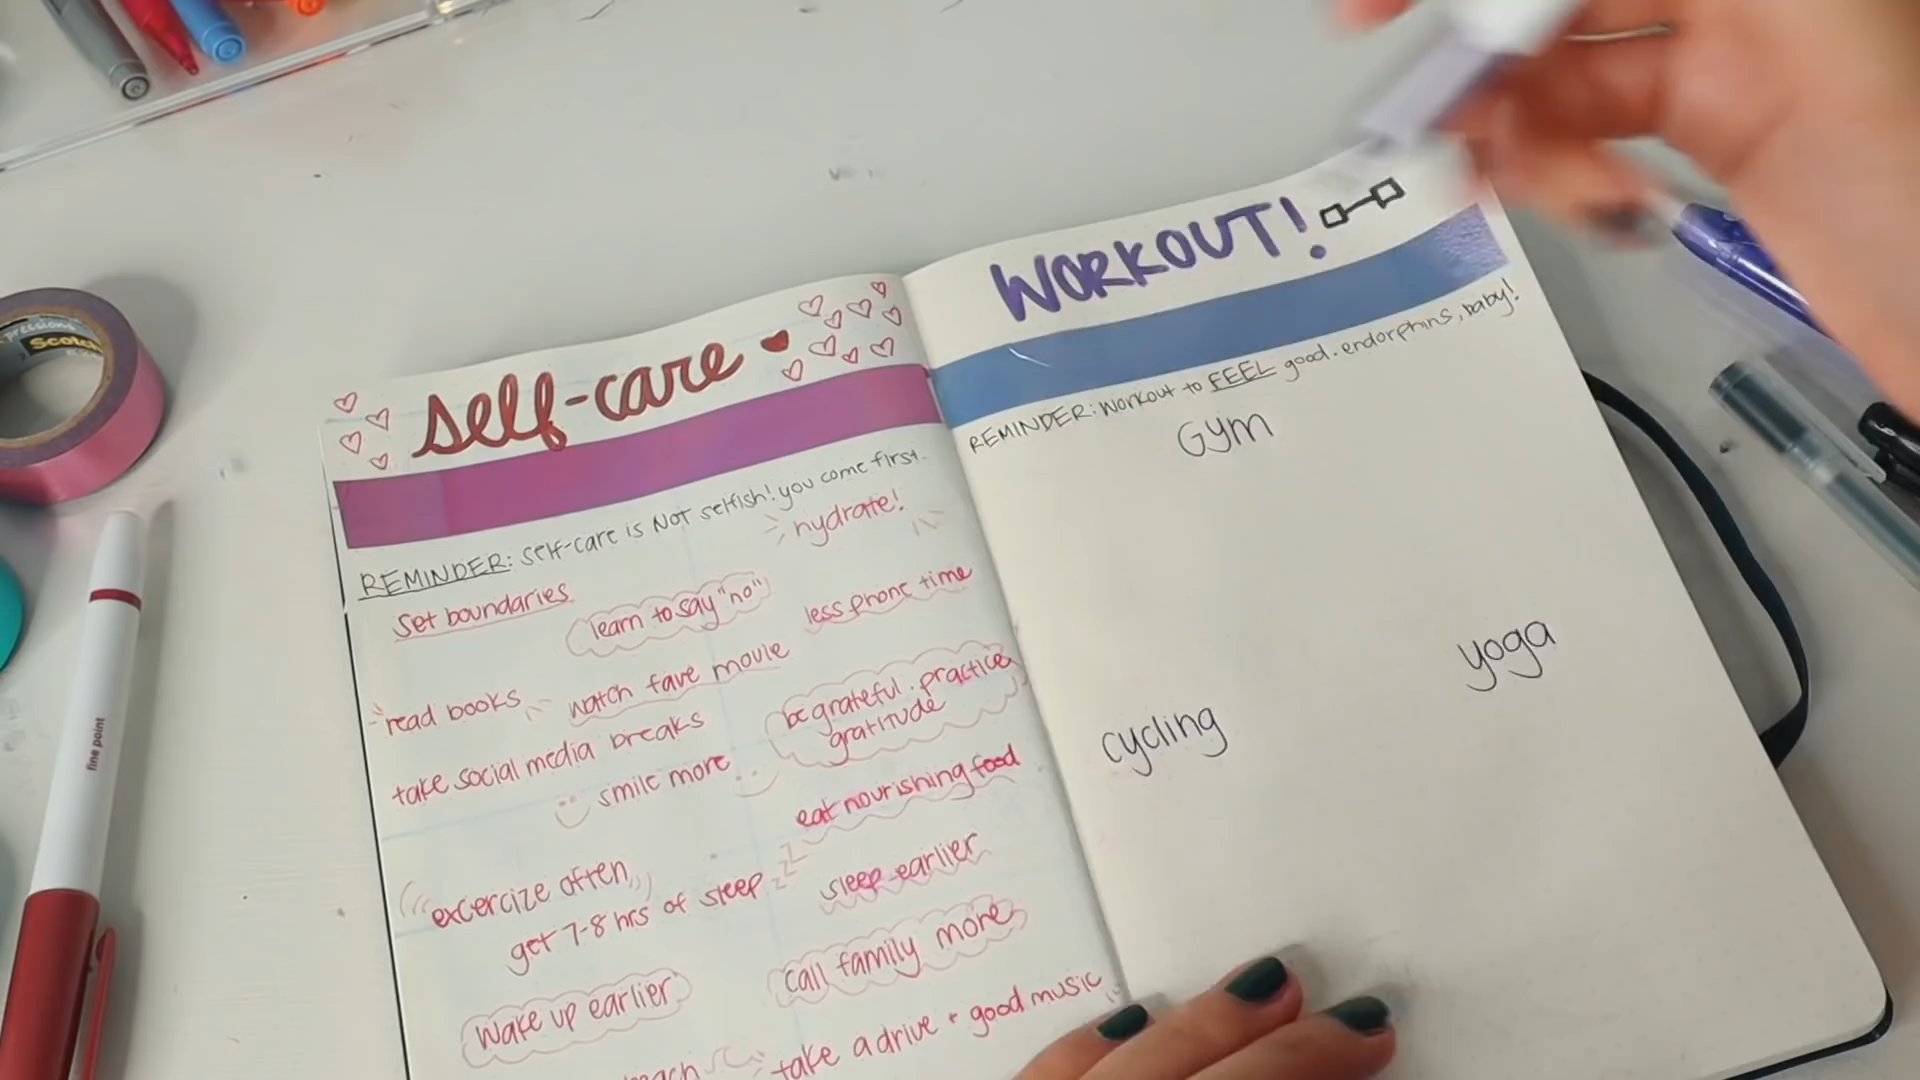 Scotch
fine point
self-care
REMINDER: self-care is NOT selfish! you come first.
hydrate!
set boundaries
learn to say "no"
less phone time
read books
watch fave movie
be grateful. practice
gratitude
take social media breaks
smile more
eat nourishing food
excercize often
get 7-8 hrs of sleep zzz
sleep earlier
wake up earlier
call family more
take a drive + good music
WORKOUT!
REMINDER: workout to FEEL good. endorphins, baby!
Gym
yoga
cycling